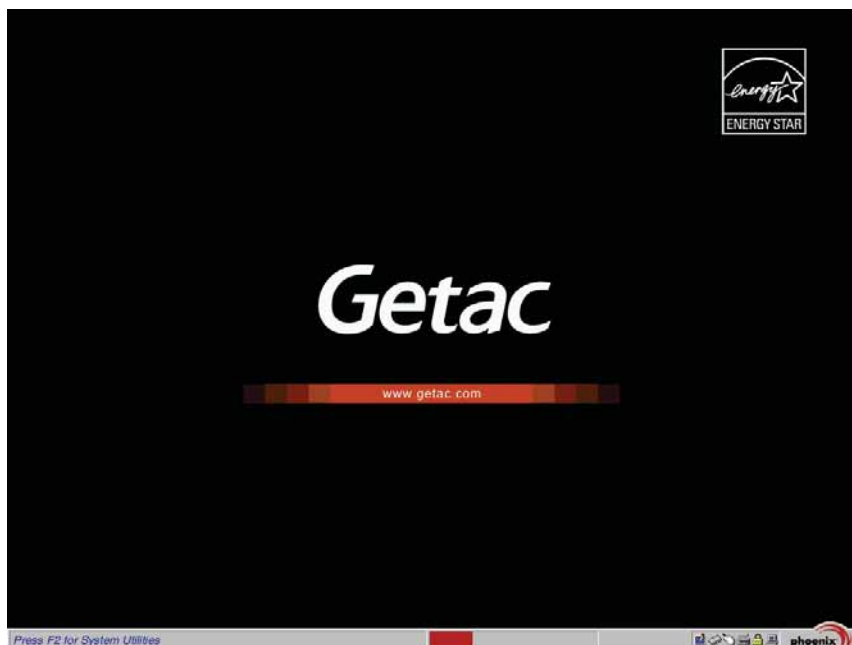 energy
ENERGY STAR
Getac
www.getac.com
Press F2 for System Utilities
phoenix